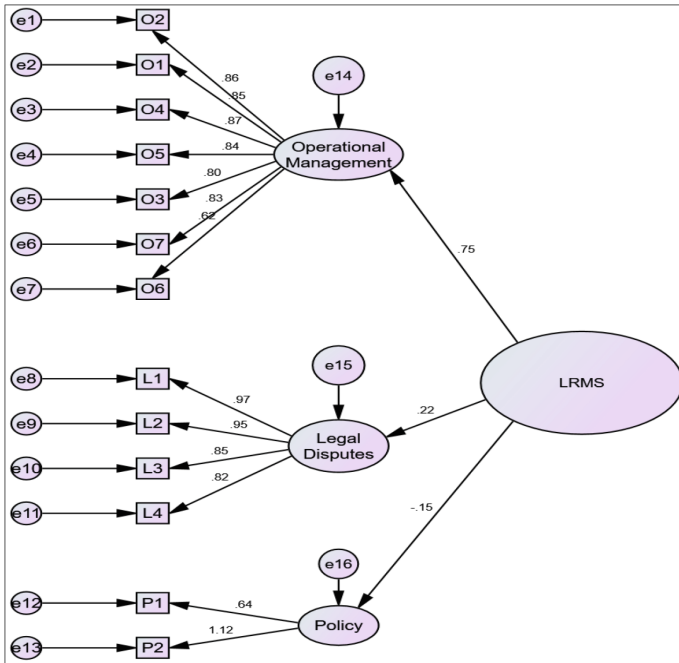 e1 O2
e2 O1
e3 O4
e4 O5
e5 O3
e6 O7
e7 O6
.86
.85
.87
.84
.80
.83
.62
e14
Operational
Management
.75
LRMS
e8 L1
e9 L2
e10 L3
e11 L4
.97
.95
.85
.82
e15
Legal
Disputes
.22
-.15
e12 P1
e13 P2
.64
1.12
e16
Policy